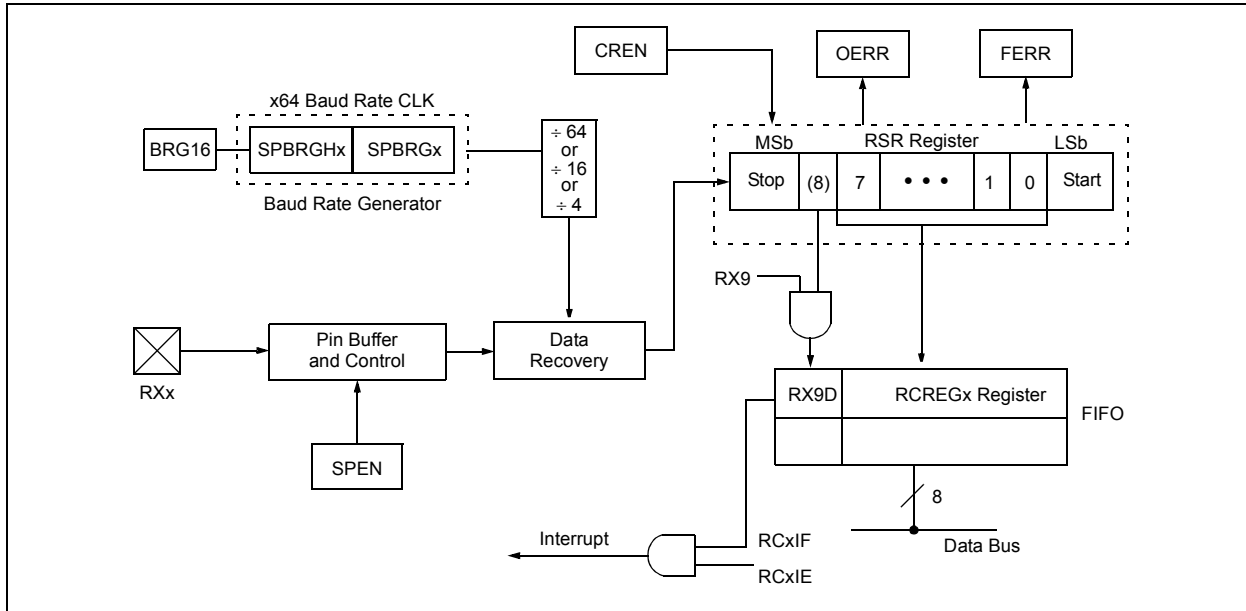 CREN
OERR
FERR
x64 Baud Rate CLK
BRG16
SPBRGHx
SPBRGx
Baud Rate Generator
÷ 64
or
÷ 16
or
÷ 4
MSb
RSR Register
LSb
Stop
(8)
7
• • •
1
0
Start
RX9
RXx
Pin Buffer
and Control
Data
Recovery
SPEN
RX9D
RCREGx Register
FIFO
8
Data Bus
Interrupt
RCxIF
RCxIE